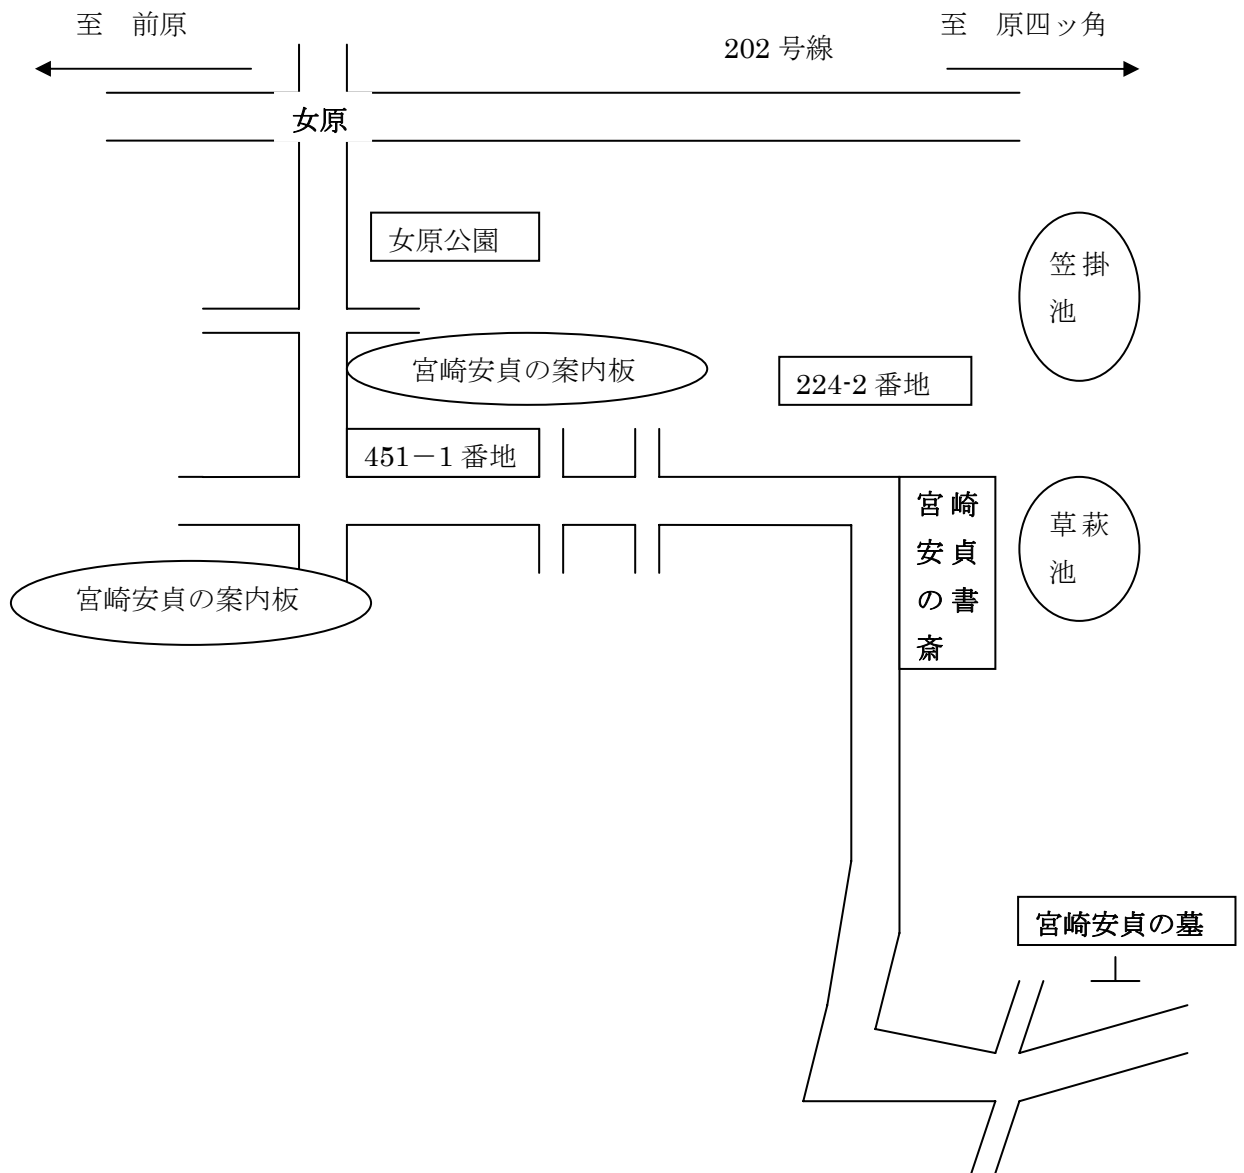 至　前原
至　原四ッ角
202 号線
女原
女原公園
笠掛
池
宮崎安貞の案内板
224-2 番地
451－1 番地
宮崎
安貞
の書
斎
草萩
池
宮崎安貞の案内板
宮崎安貞の墓